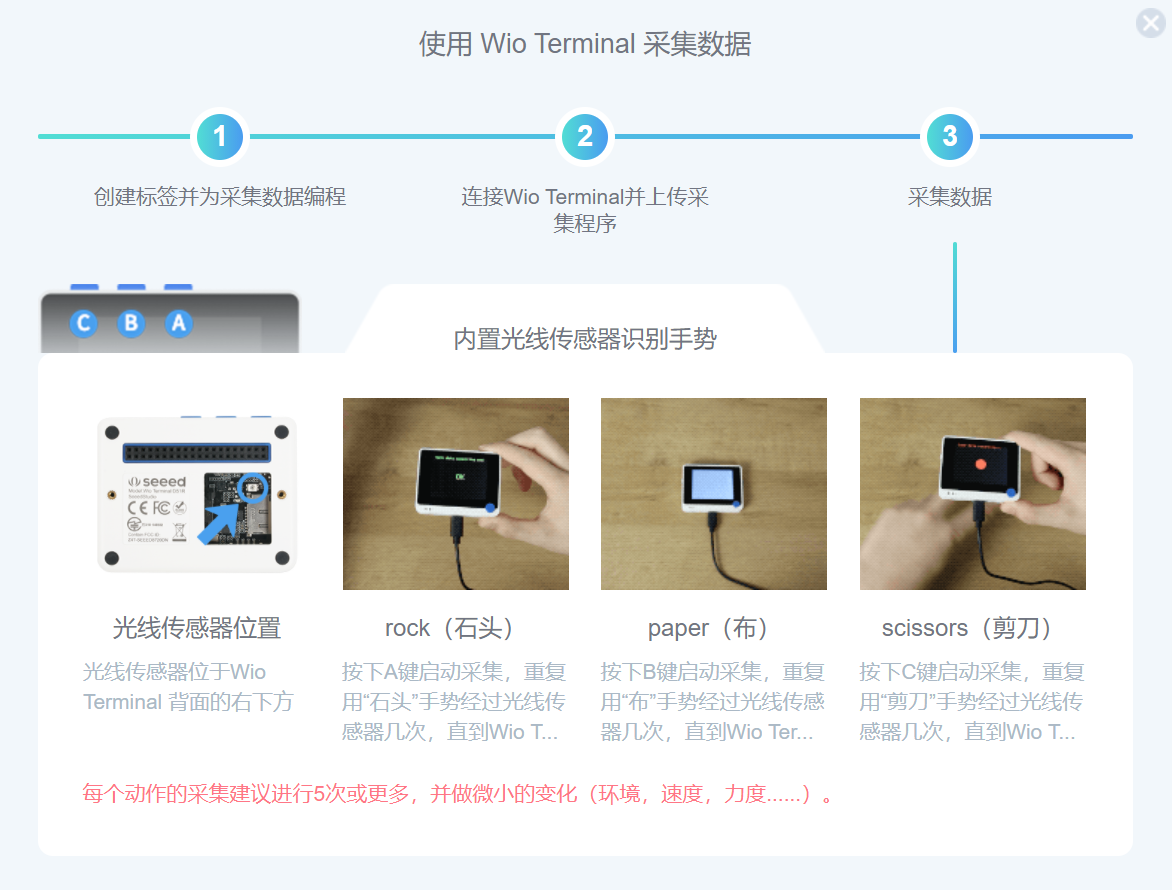 使用 Wio Terminal 采集数据
1
2
3
创建标签并为采集数据编程
连接Wio Terminal并上传采
集程序
采集数据
C B A
内置光线传感器识别手势
seeed
OK
光线传感器位置
光线传感器位于Wio
Terminal 背面的右下方
rock（石头）
按下A键启动采集，重复
用“石头”手势经过光线传
感器几次，直到Wio T...
paper（布）
按下B键启动采集，重复
用“布”手势经过光线传感
器几次，直到Wio Ter...
scissors（剪刀）
按下C键启动采集，重复
用“剪刀”手势经过光线传
感器几次，直到Wio T...
每个动作的采集建议进行5次或更多，并做微小的变化（环境，速度，力度......）。